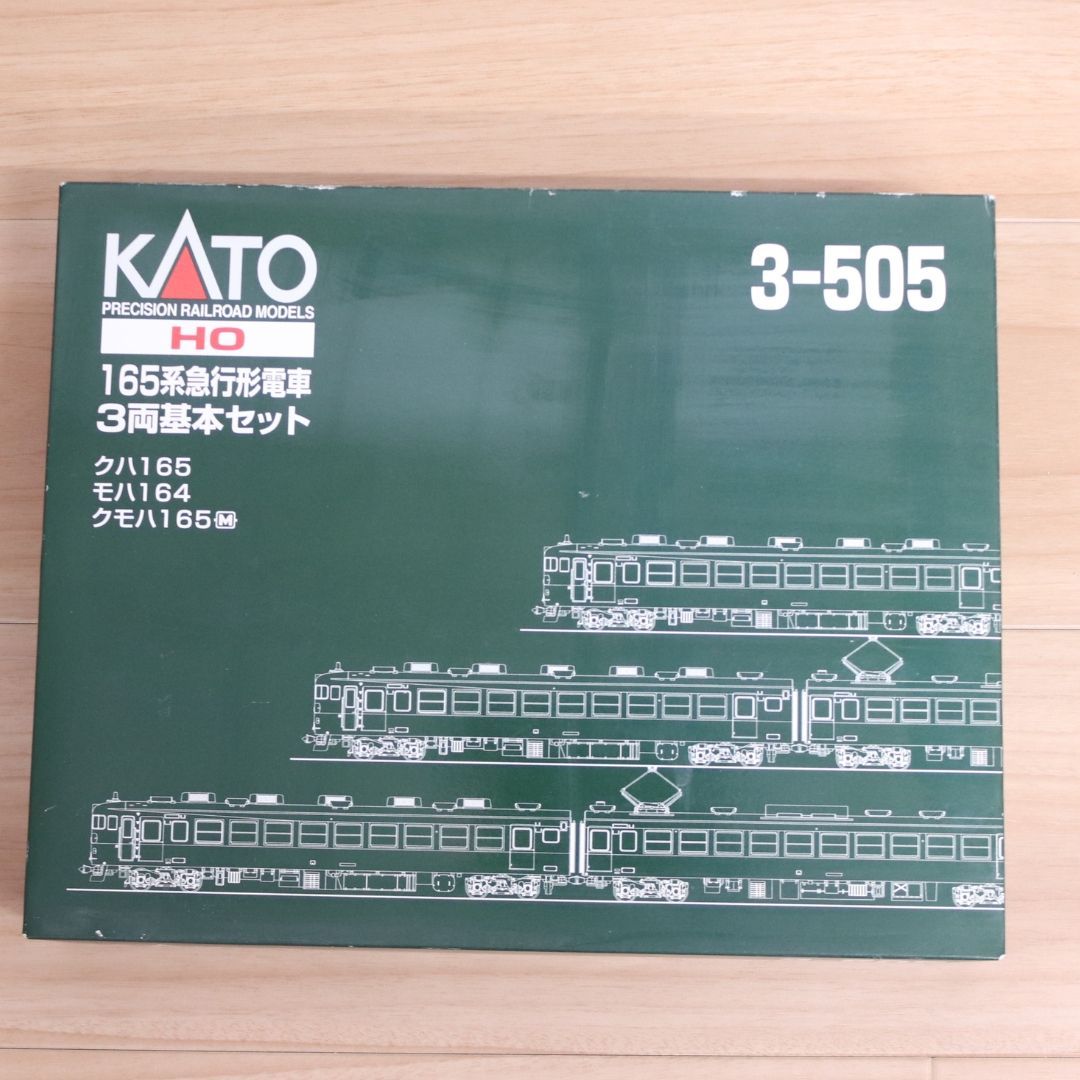 KATO
PRECISION RAILROAD MODELS
HO
3-505
165系急行形電車
3両基本セット
クハ165
モハ164
クモハ165M